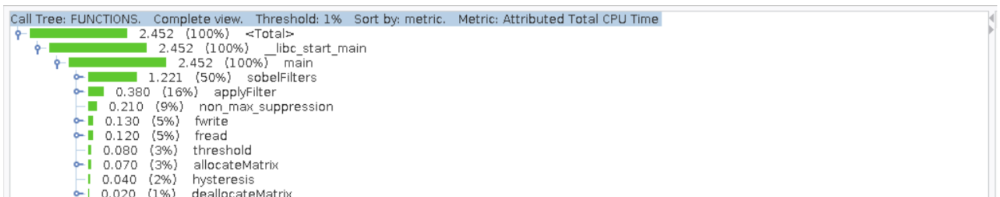 Call Tree: FUNCTIONS. Complete view. Threshold: 1% Sort by: metric. Metric: Attributed Total CPU Time
2.452 (100%) <Total>
2.452 (100%) __libc_start_main
2.452 (100%) main
1.221 (50%) sobelFilters
0.380 (16%) applyFilter
0.210 (9%) non_max_suppression
0.130 (5%) fwrite
0.120 (5%) fread
0.080 (3%) threshold
0.070 (3%) allocateMatrix
0.040 (2%) hysteresis
0.020 (1%) deallocateMatrix